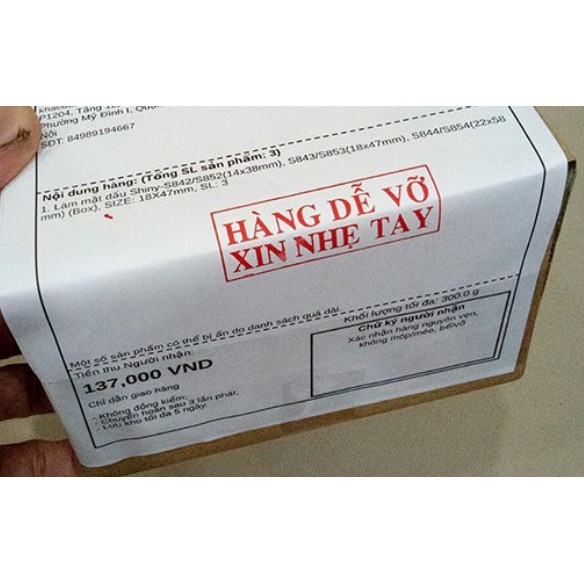 P1204, Tầng 12
Phường Mỹ Đình I, Quận
Nội
SĐT: 84989194667
Nội dung hàng: (Tổng SL sản phẩm: 3)
1. Làm mặt dấu Shiny-S842/S852(14x38mm), S843/S853(18x47mm), S844/S854(22x58
mm) (Box), SIZE: 18X47mm, SL: 3
HÀNG DỄ VỠ
XIN NHẸ TAY
Một số sản phẩm có thể bị ẩn do danh sách quá dài.
Tiền thu Người nhận:
137,000 VND
Chỉ dẫn giao hàng
- Không đồng kiểm;
- Chuyển hoàn sau 3 lần phát;
- Lưu kho tối đa 5 ngày.
Khối lượng tối đa: 300.0 g
Chữ ký người nhận
Xác nhận hàng nguyên vẹn,
không móp/méo, bể/vỡ